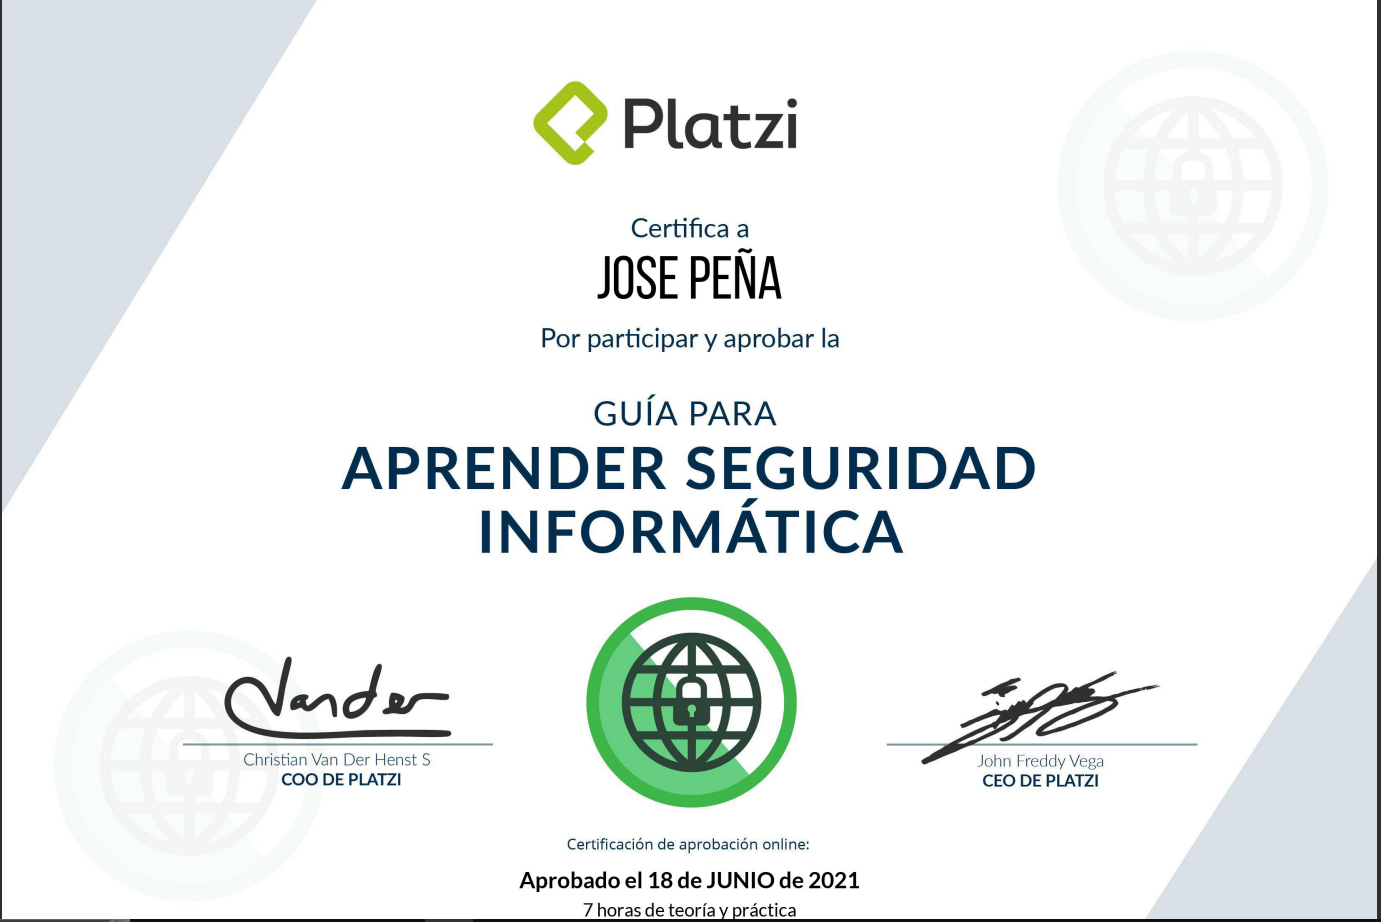 Platzi
Certifica a
JOSE PEÑA
Por participar y aprobar la
GUÍA PARA
APRENDER SEGURIDAD
INFORMÁTICA
Vander
Christian Van Der Henst S
COO DE PLATZI
John Freddy Vega
CEO DE PLATZI
Certificación de aprobación online:
Aprobado el 18 de JUNIO de 2021
7 horas de teoría y práctica